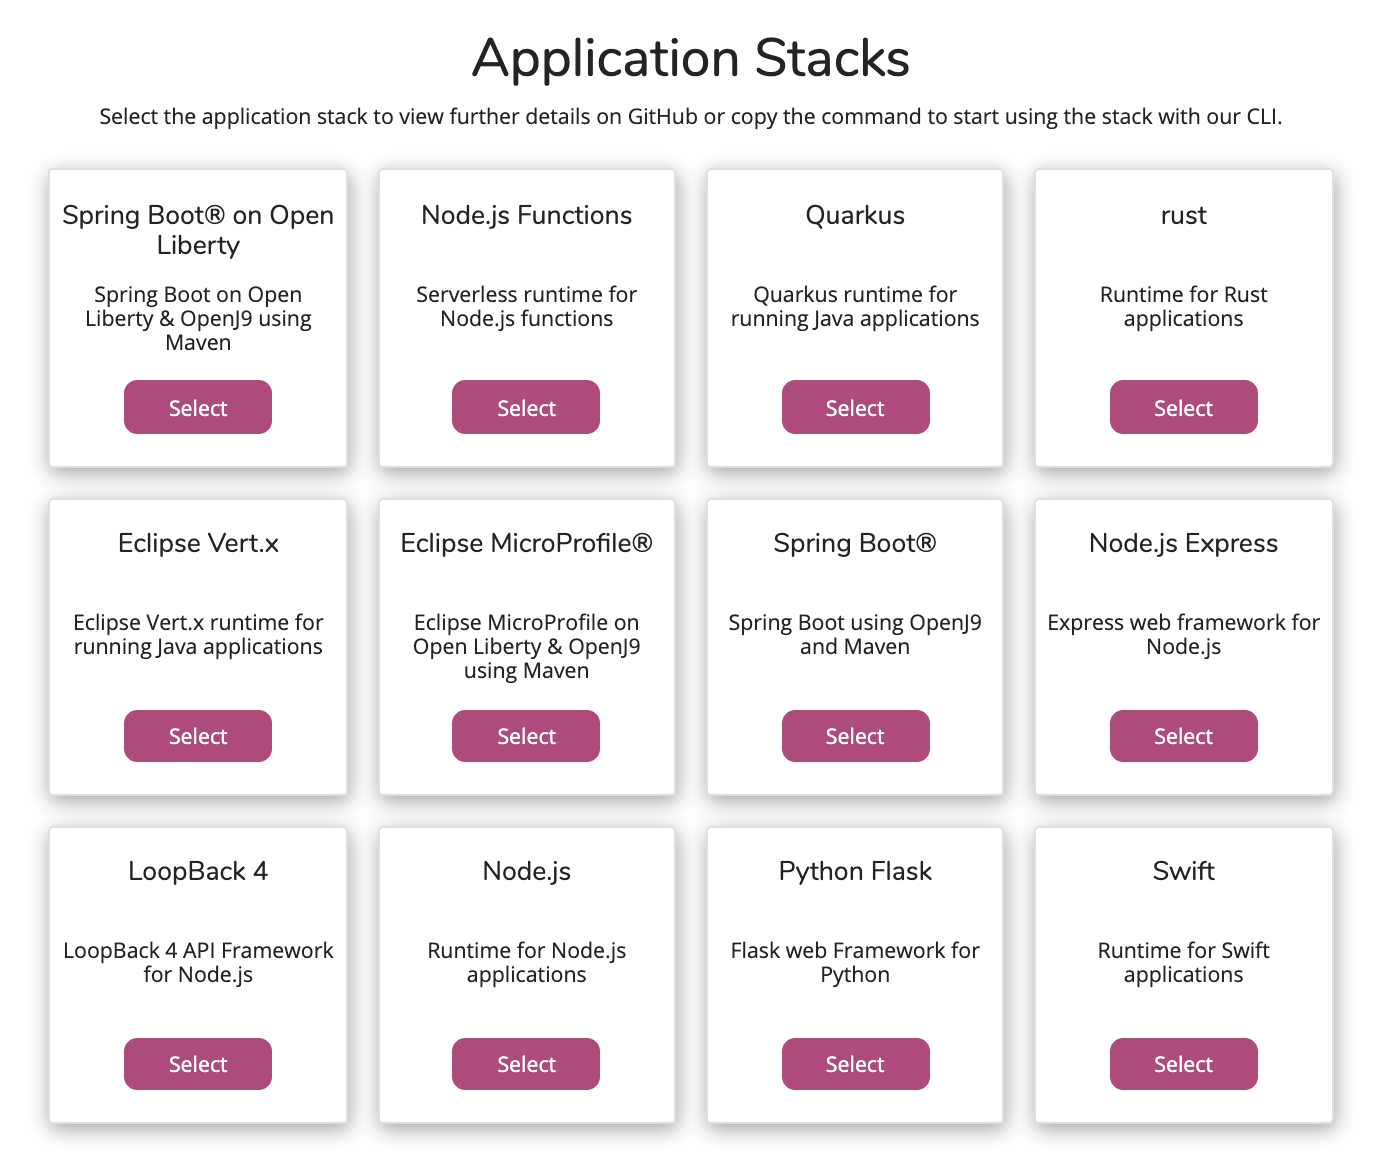 Application Stacks
Select the application stack to view further details on GitHub or copy the command to start using the stack with our CLI.
Spring Boot® on Open
Liberty
Spring Boot on Open
Liberty & OpenJ9 using
Maven
Select
Node.js Functions
Serverless runtime for
Node.js functions
Select
Quarkus
Quarkus runtime for
running Java applications
Select
rust
Runtime for Rust
applications
Select
Eclipse Vert.x
Eclipse Vert.x runtime for
running Java applications
Select
Eclipse MicroProfile®
Eclipse MicroProfile on
Open Liberty & OpenJ9
using Maven
Select
Spring Boot®
Spring Boot using OpenJ9
and Maven
Select
Node.js Express
Express web framework for
Node.js
Select
LoopBack 4
LoopBack 4 API Framework
for Node.js
Select
Node.js
Runtime for Node.js
applications
Select
Python Flask
Flask web Framework for
Python
Select
Swift
Runtime for Swift
applications
Select